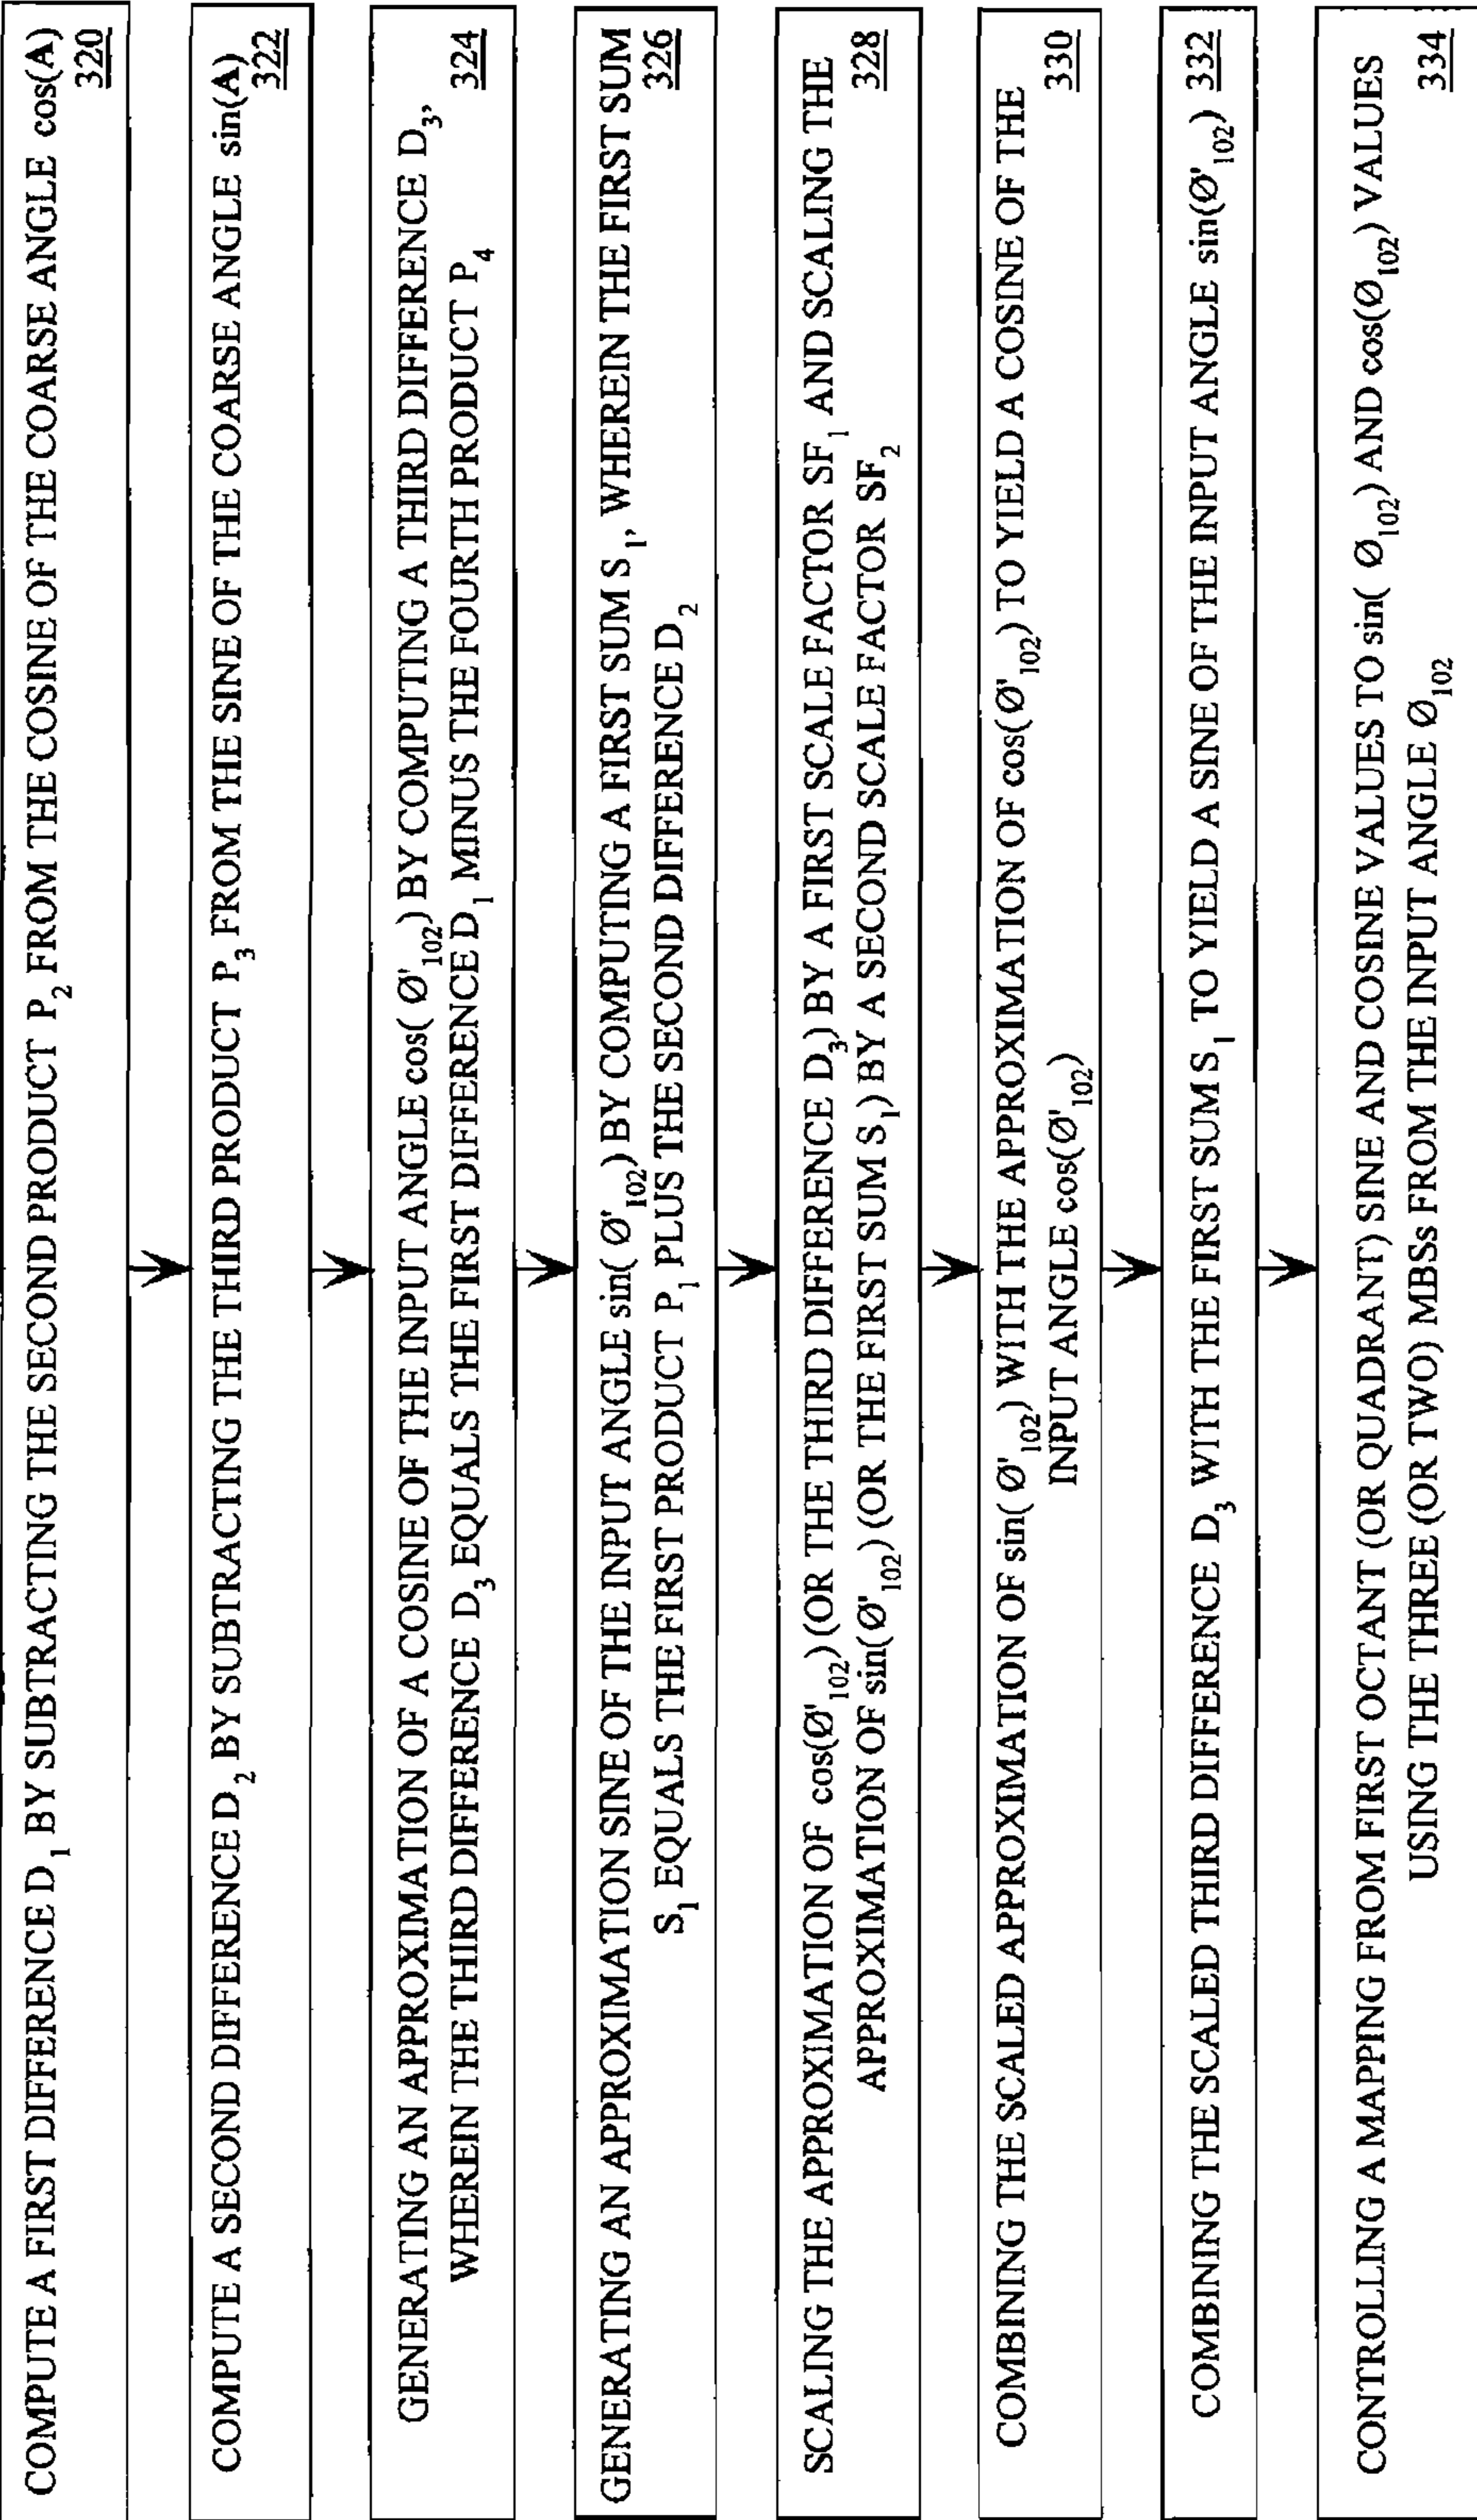 COMPUTE A FIRST DIFFERENCE D₁ BY SUBTRACTING THE SECOND PRODUCT P₂ FROM THE COSINE OF THE COARSE ANGLE cos(A)
320
COMPUTE A SECOND DIFFERENCE D₂ BY SUBTRACTING THE THIRD PRODUCT P₃ FROM THE SINE OF THE COARSE ANGLE sin(A)
322
GENERATING AN APPROXIMATION OF A COSINE OF THE INPUT ANGLE cos( Ø'₁₀₂) BY COMPUTING A THIRD DIFFERENCE D₃,
WHEREIN THE THIRD DIFFERENCE D₃ EQUALS THE FIRST DIFFERENCE D₁ MINUS THE FOURTH PRODUCT P₄
324
GENERATING AN APPROXIMATION SINE OF THE INPUT ANGLE sin( Ø'₁₀₂) BY COMPUTING A FIRST SUM S₁, WHEREIN THE FIRST SUM
S₁ EQUALS THE FIRST PRODUCT P₁ PLUS THE SECOND DIFFERENCE D₂
326
SCALING THE APPROXIMATION OF cos(Ø'₁₀₂) (OR THE THIRD DIFFERENCE D₃) BY A FIRST SCALE FACTOR SF₁ AND SCALING THE
APPROXIMATION OF sin(Ø'₁₀₂) (OR THE FIRST SUM S₁) BY A SECOND SCALE FACTOR SF₂
328
COMBINING THE SCALED APPROXIMATION OF sin( Ø'₁₀₂) WITH THE APPROXIMATION OF cos(Ø'₁₀₂) TO YIELD A COSINE OF THE
INPUT ANGLE cos(Ø'₁₀₂)
330
COMBINING THE SCALED THIRD DIFFERENCE D₃ WITH THE FIRST SUM S₁ TO YIELD A SINE OF THE INPUT ANGLE sin(Ø'₁₀₂) 332
CONTROLLING A MAPPING FROM FIRST OCTANT (OR QUADRANT) SINE AND COSINE VALUES TO sin( Ø₁₀₂) AND cos(Ø₁₀₂) VALUES
USING THE THREE (OR TWO) MBSs FROM THE INPUT ANGLE Ø₁₀₂
334